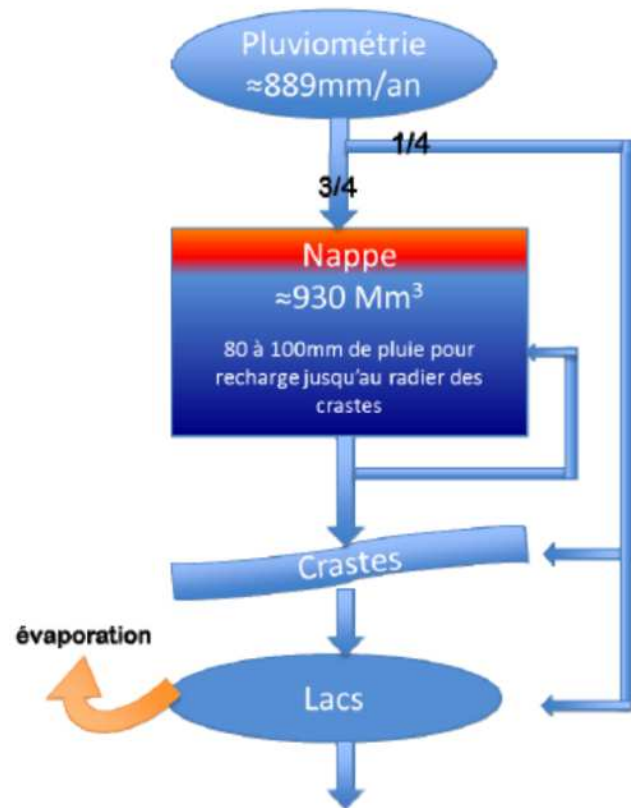 Pluviométrie
≈889mm/an
1/4
3/4
Nappe
≈930 Mm³
80 à 100mm de pluie pour
recharge jusqu'au radier des
crastes
Crastes
évaporation
Lacs